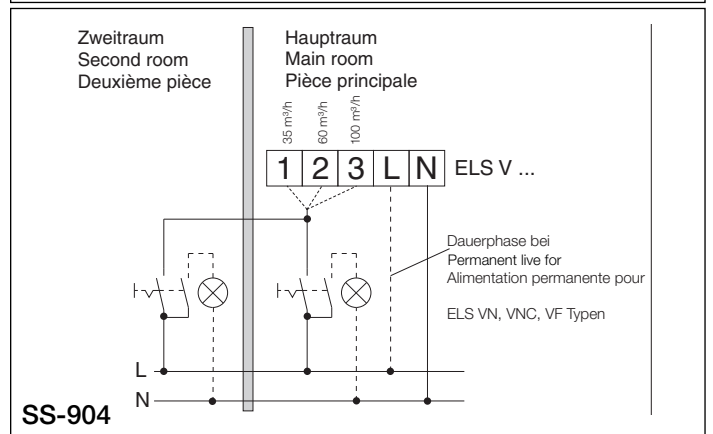 Zweitraum
Second room
Deuxième pièce
Hauptraum
Main room
Pièce principale
35 m³/h
60 m³/h
100 m³/h
1 2 3 L N ELS V ...
Dauerphase bei
Permanent live for
Alimentation permanente pour
ELS VN, VNC, VF Typen
L
N
SS-904